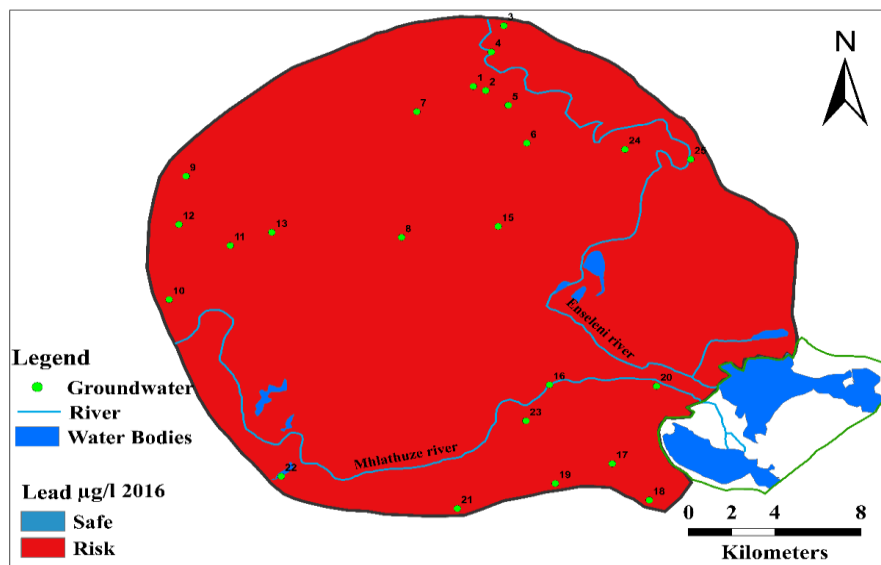 3
4
N
1
2
5
7
6
24
25
9
12
15
13
8
11
10
Enseleni river
Legend
Groundwater
River
Water Bodies
16
20
23
Mhlathuze river
17
22
19
18
21
Lead µg/l 2016
Safe
Risk
0 2 4 8
Kilometers